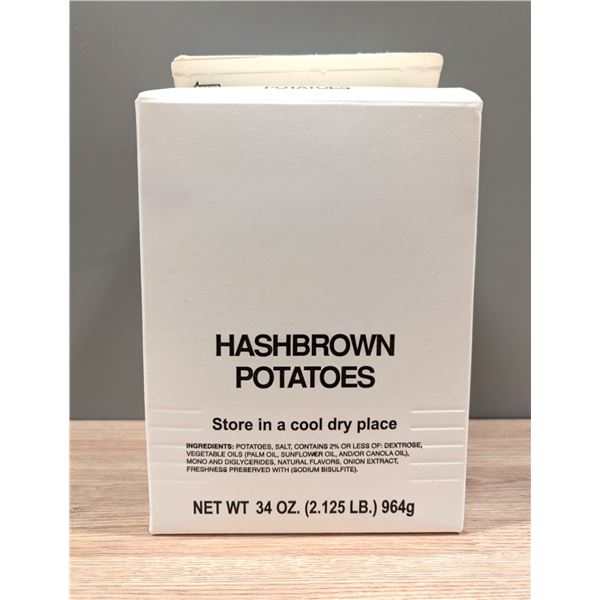 POTATOES
HASHBROWN
POTATOES
Store in a cool dry place
INGREDIENTS: POTATOES, SALT, CONTAINS 2% OR LESS OF: DEXTROSE,
VEGETABLE OILS (PALM OIL, SUNFLOWER OIL, AND/OR CANOLA OIL),
MONO AND DIGLYCERIDES, NATURAL FLAVORS, ONION EXTRACT,
FRESHNESS PRESERVED WITH (SODIUM BISULFITE).
NET WT 34 OZ. (2.125 LB.) 964g